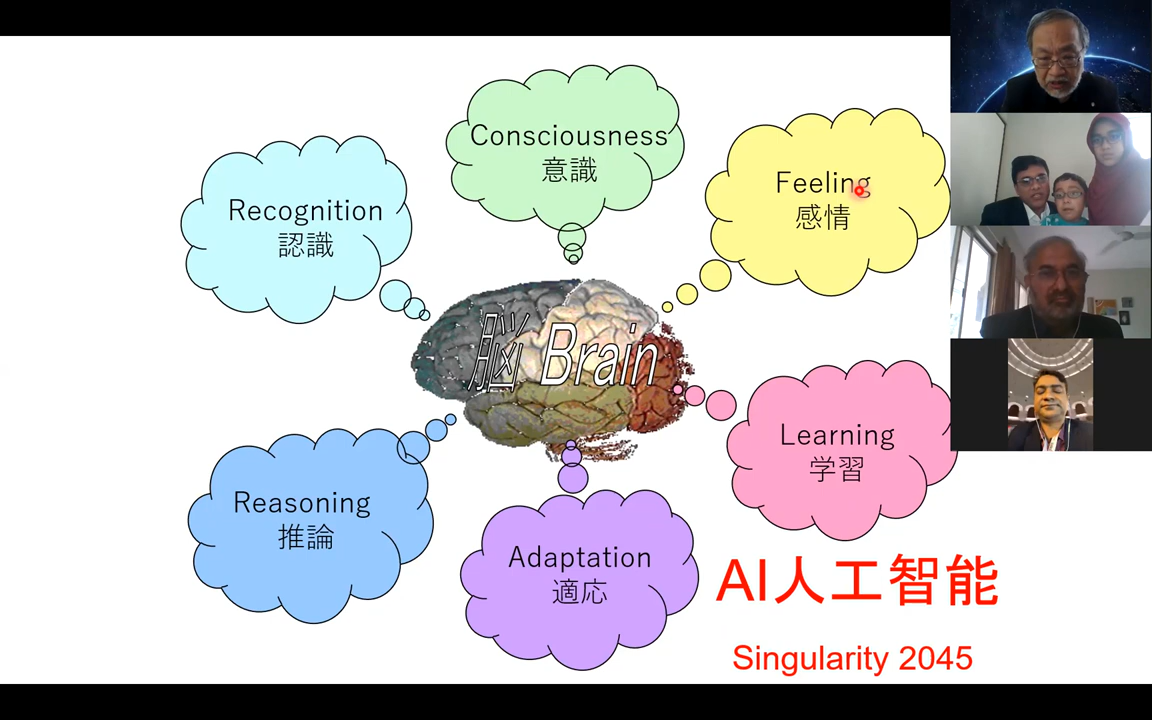 Consciousness
意識
Feeling
感情
Recognition
認識
脳 Brain
Learning
学習
Reasoning
推論
Adaptation
適応
AI人工智能
Singularity 2045